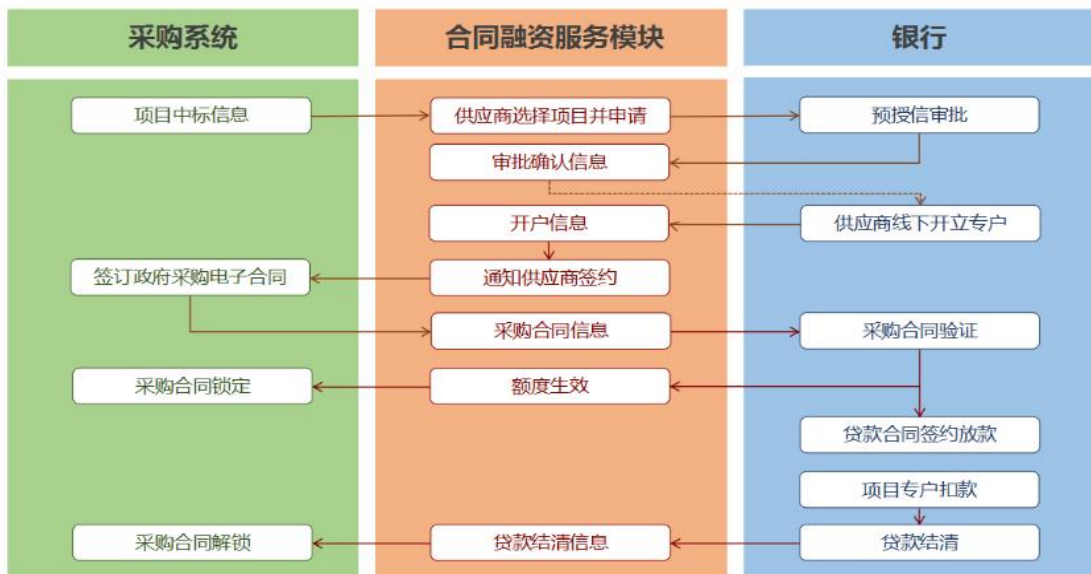 采购系统
合同融资服务模块
银行
项目中标信息
供应商选择项目并申请
预授信审批
审批确认信息
开户信息
供应商线下开立专户
签订政府采购电子合同
通知供应商签约
采购合同信息
采购合同验证
采购合同锁定
额度生效
贷款合同签约放款
项目专户扣款
采购合同解锁
贷款结清信息
贷款结清